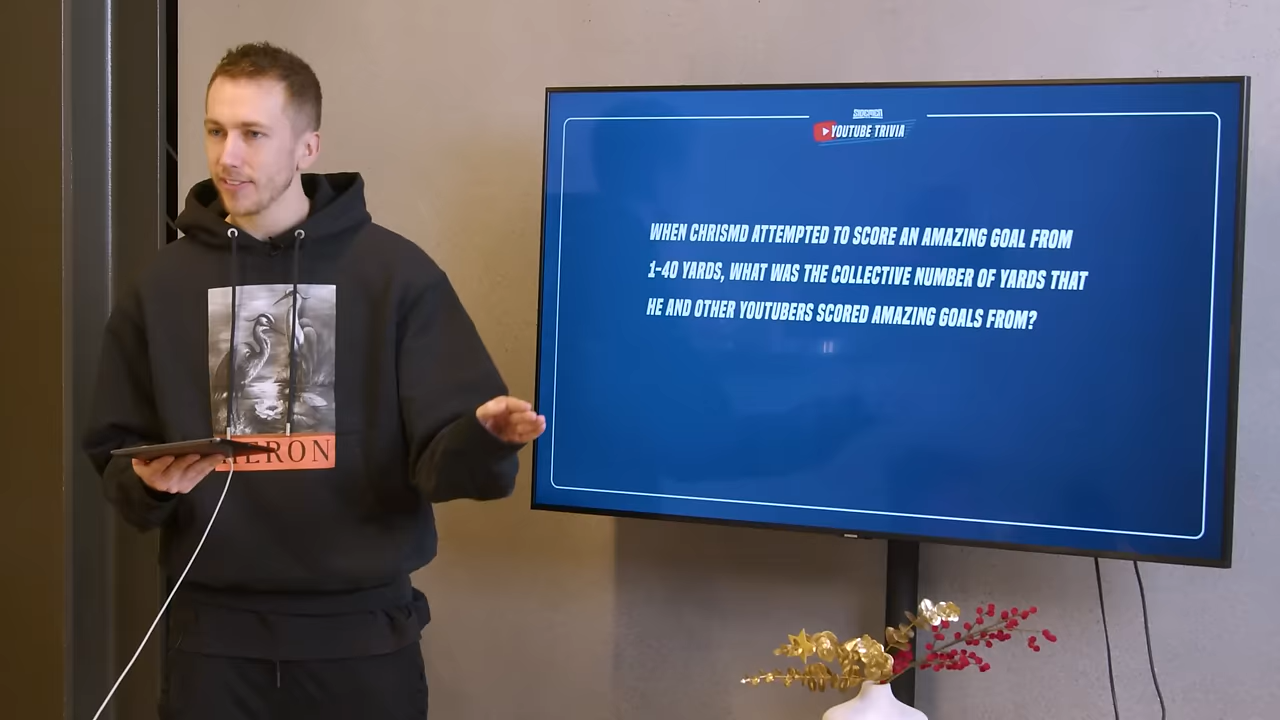 YOUTUBE TRIVIA
WHEN CHRISMD ATTEMPTED TO SCORE AN AMAZING GOAL FROM
1-40 YARDS, WHAT WAS THE COLLECTIVE NUMBER OF YARDS THAT
HE AND OTHER YOUTUBERS SCORED AMAZING GOALS FROM?
HERON